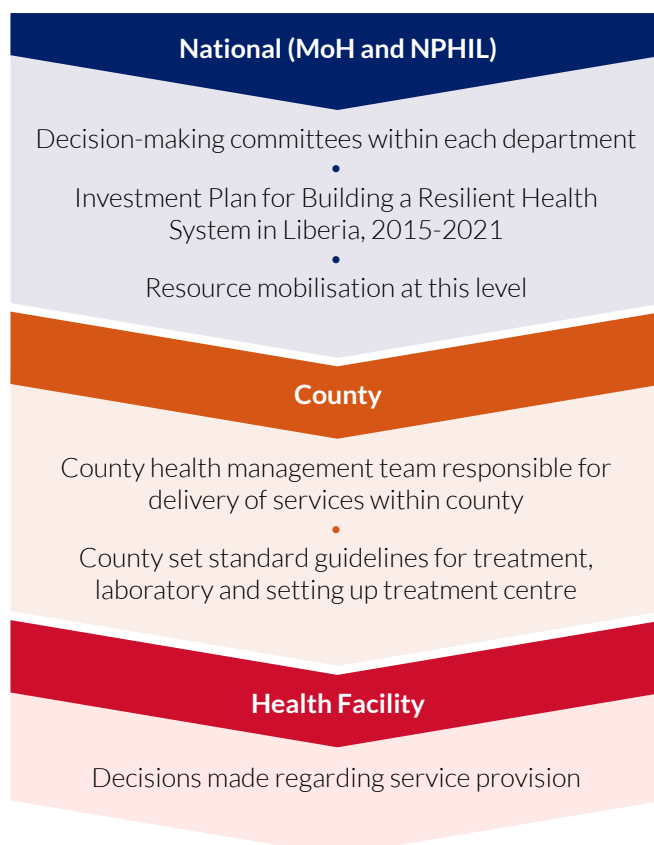 National (MoH and NPHIL)
Decision-making committees within each department
•
Investment Plan for Building a Resilient Health
System in Liberia, 2015-2021
•
Resource mobilisation at this level
County
County health management team responsible for
delivery of services within county
•
County set standard guidelines for treatment,
laboratory and setting up treatment centre
Health Facility
Decisions made regarding service provision